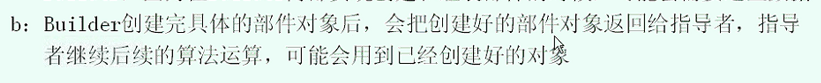 b：Builder创建完具体的部件对象后，会把创建好的部件对象返回给指导者，指导
者继续后续的算法运算，可能会用到已经创建好的对象